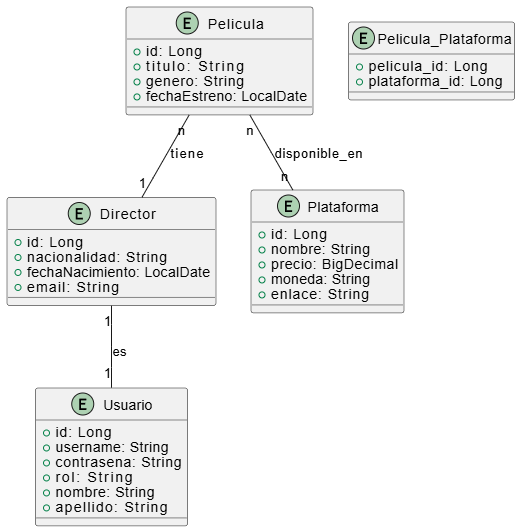 E Pelicula
id: Long
titulo: String
genero: String
fechaEstreno: LocalDate
E Pelicula_Plataforma
pelicula_id: Long
plataforma_id: Long
n
n
tiene
disponible_en
1
n
E Director
id: Long
nacionalidad: String
fechaNacimiento: LocalDate
email: String
E Plataforma
id: Long
nombre: String
precio: BigDecimal
moneda: String
enlace: String
1
es
1
E Usuario
id: Long
username: String
contrasena: String
rol: String
nombre: String
apellido: String